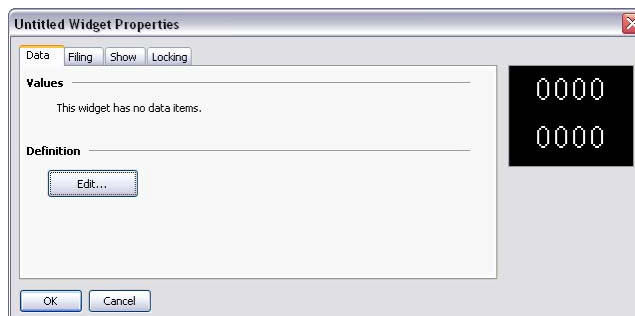 Untitled Widget Properties
Data Filing Show Locking
Values
This widget has no data items.
Definition
Edit...
OK Cancel
0000
0000